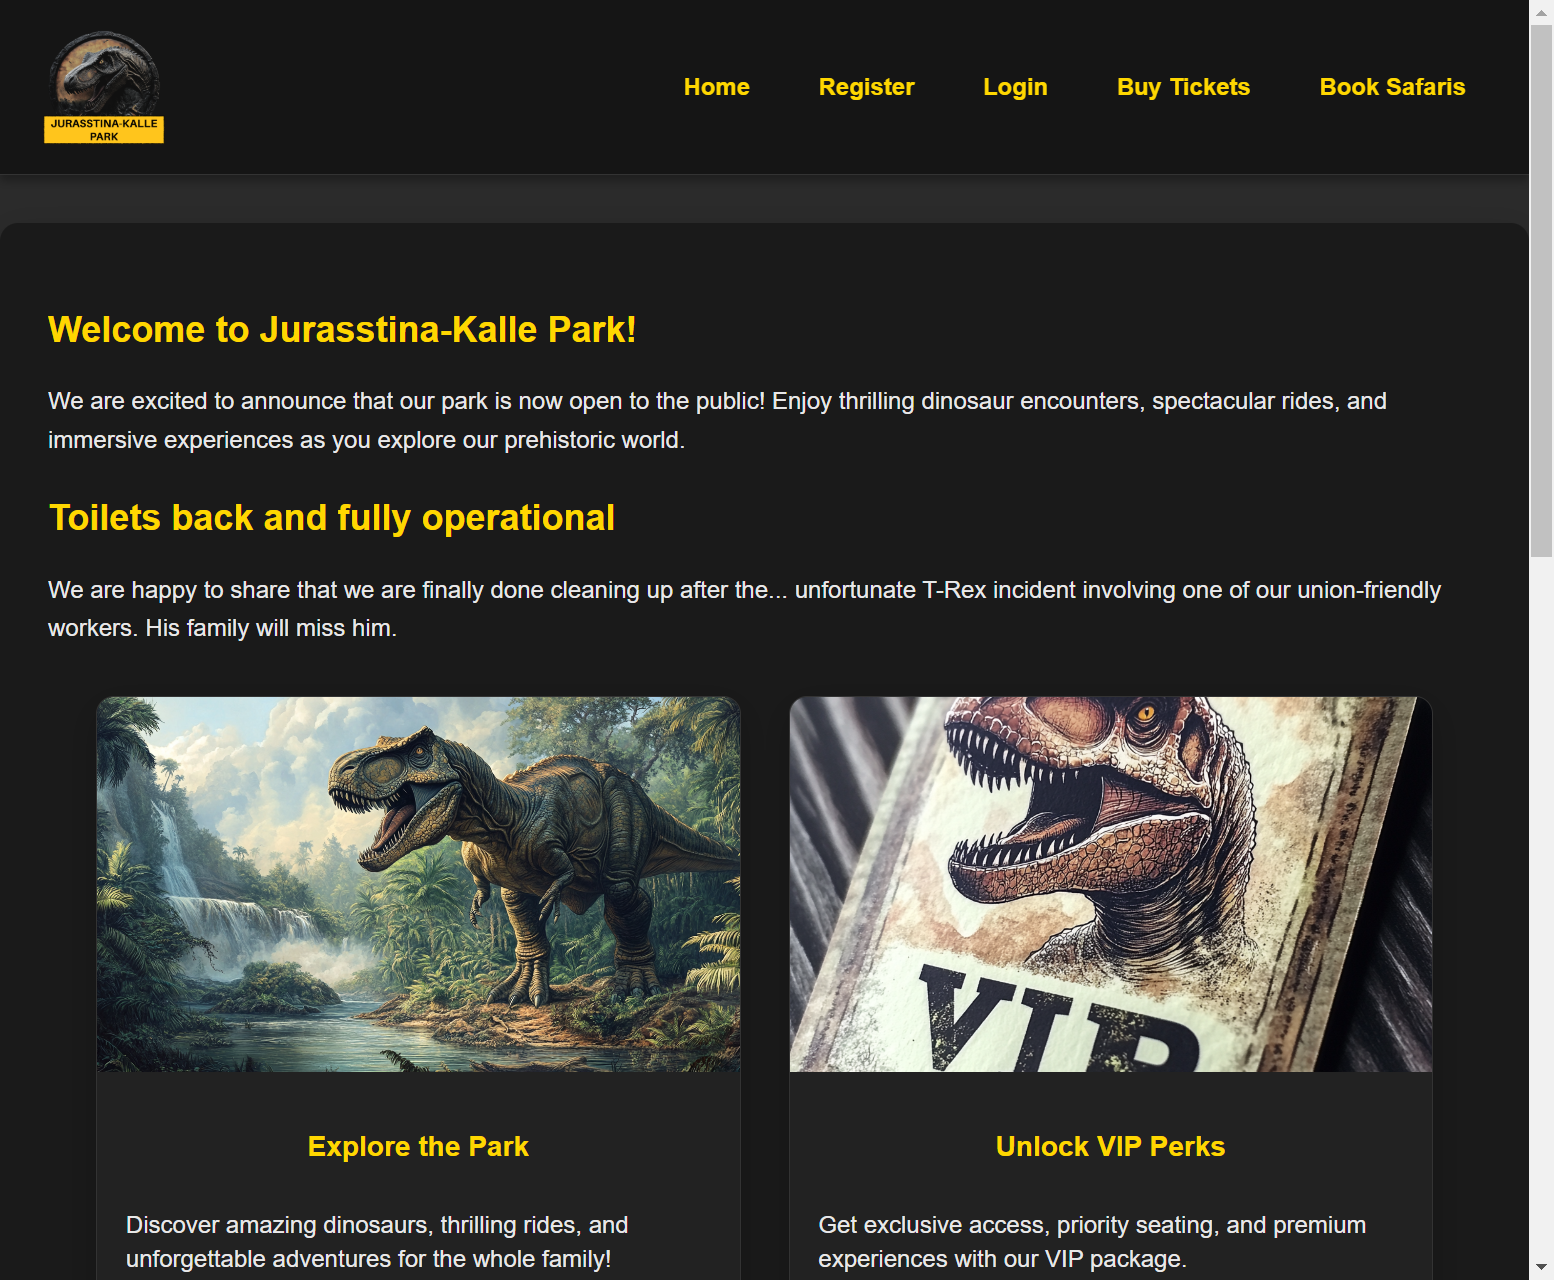 JURASSTINA-KALLE
PARK
Home
Register
Login
Buy Tickets
Book Safaris
Welcome to Jurasstina-Kalle Park!
We are excited to announce that our park is now open to the public! Enjoy thrilling dinosaur encounters, spectacular rides, and
immersive experiences as you explore our prehistoric world.
Toilets back and fully operational
We are happy to share that we are finally done cleaning up after the... unfortunate T-Rex incident involving one of our union-friendly
workers. His family will miss him.
VIP
Explore the Park
Discover amazing dinosaurs, thrilling rides, and
unforgettable adventures for the whole family!
Unlock VIP Perks
Get exclusive access, priority seating, and premium
experiences with our VIP package.